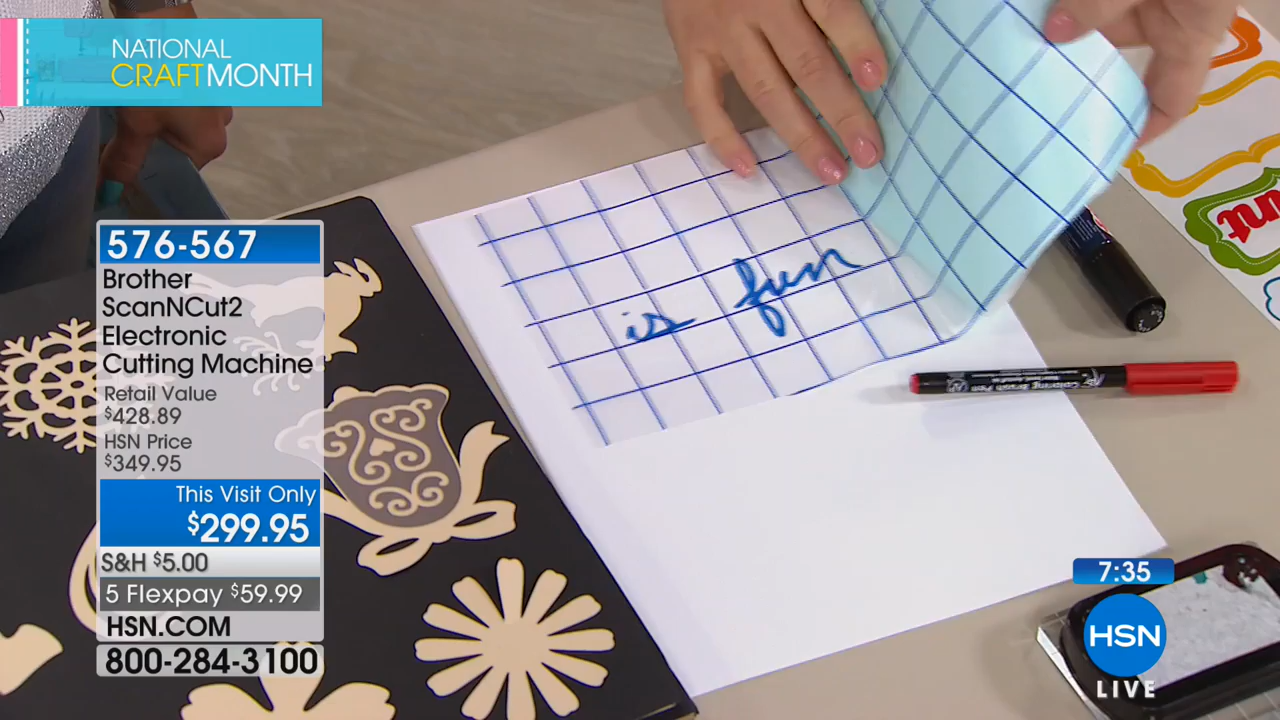 NATIONAL
CRAFTMONTH
576-567
Brother
ScanNCut2
Electronic
Cutting Machine
Retail Value
$428.89
HSN Price
$349.95
This Visit Only
$299.95
S&H $5.00
5 Flexpay $59.99
HSN.COM
800-284-3100
is fun
7:35
HSN
LIVE